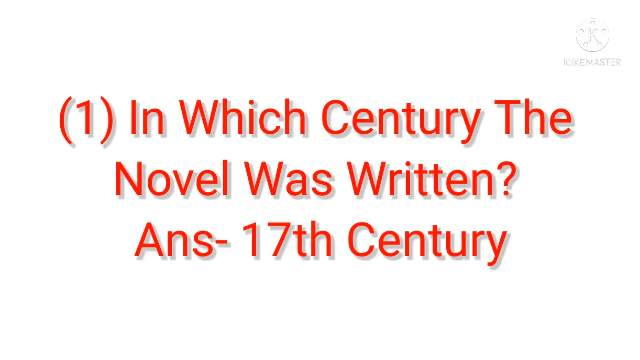 KINEMASTER
(1) In Which Century The
Novel Was Written?
Ans- 17th Century